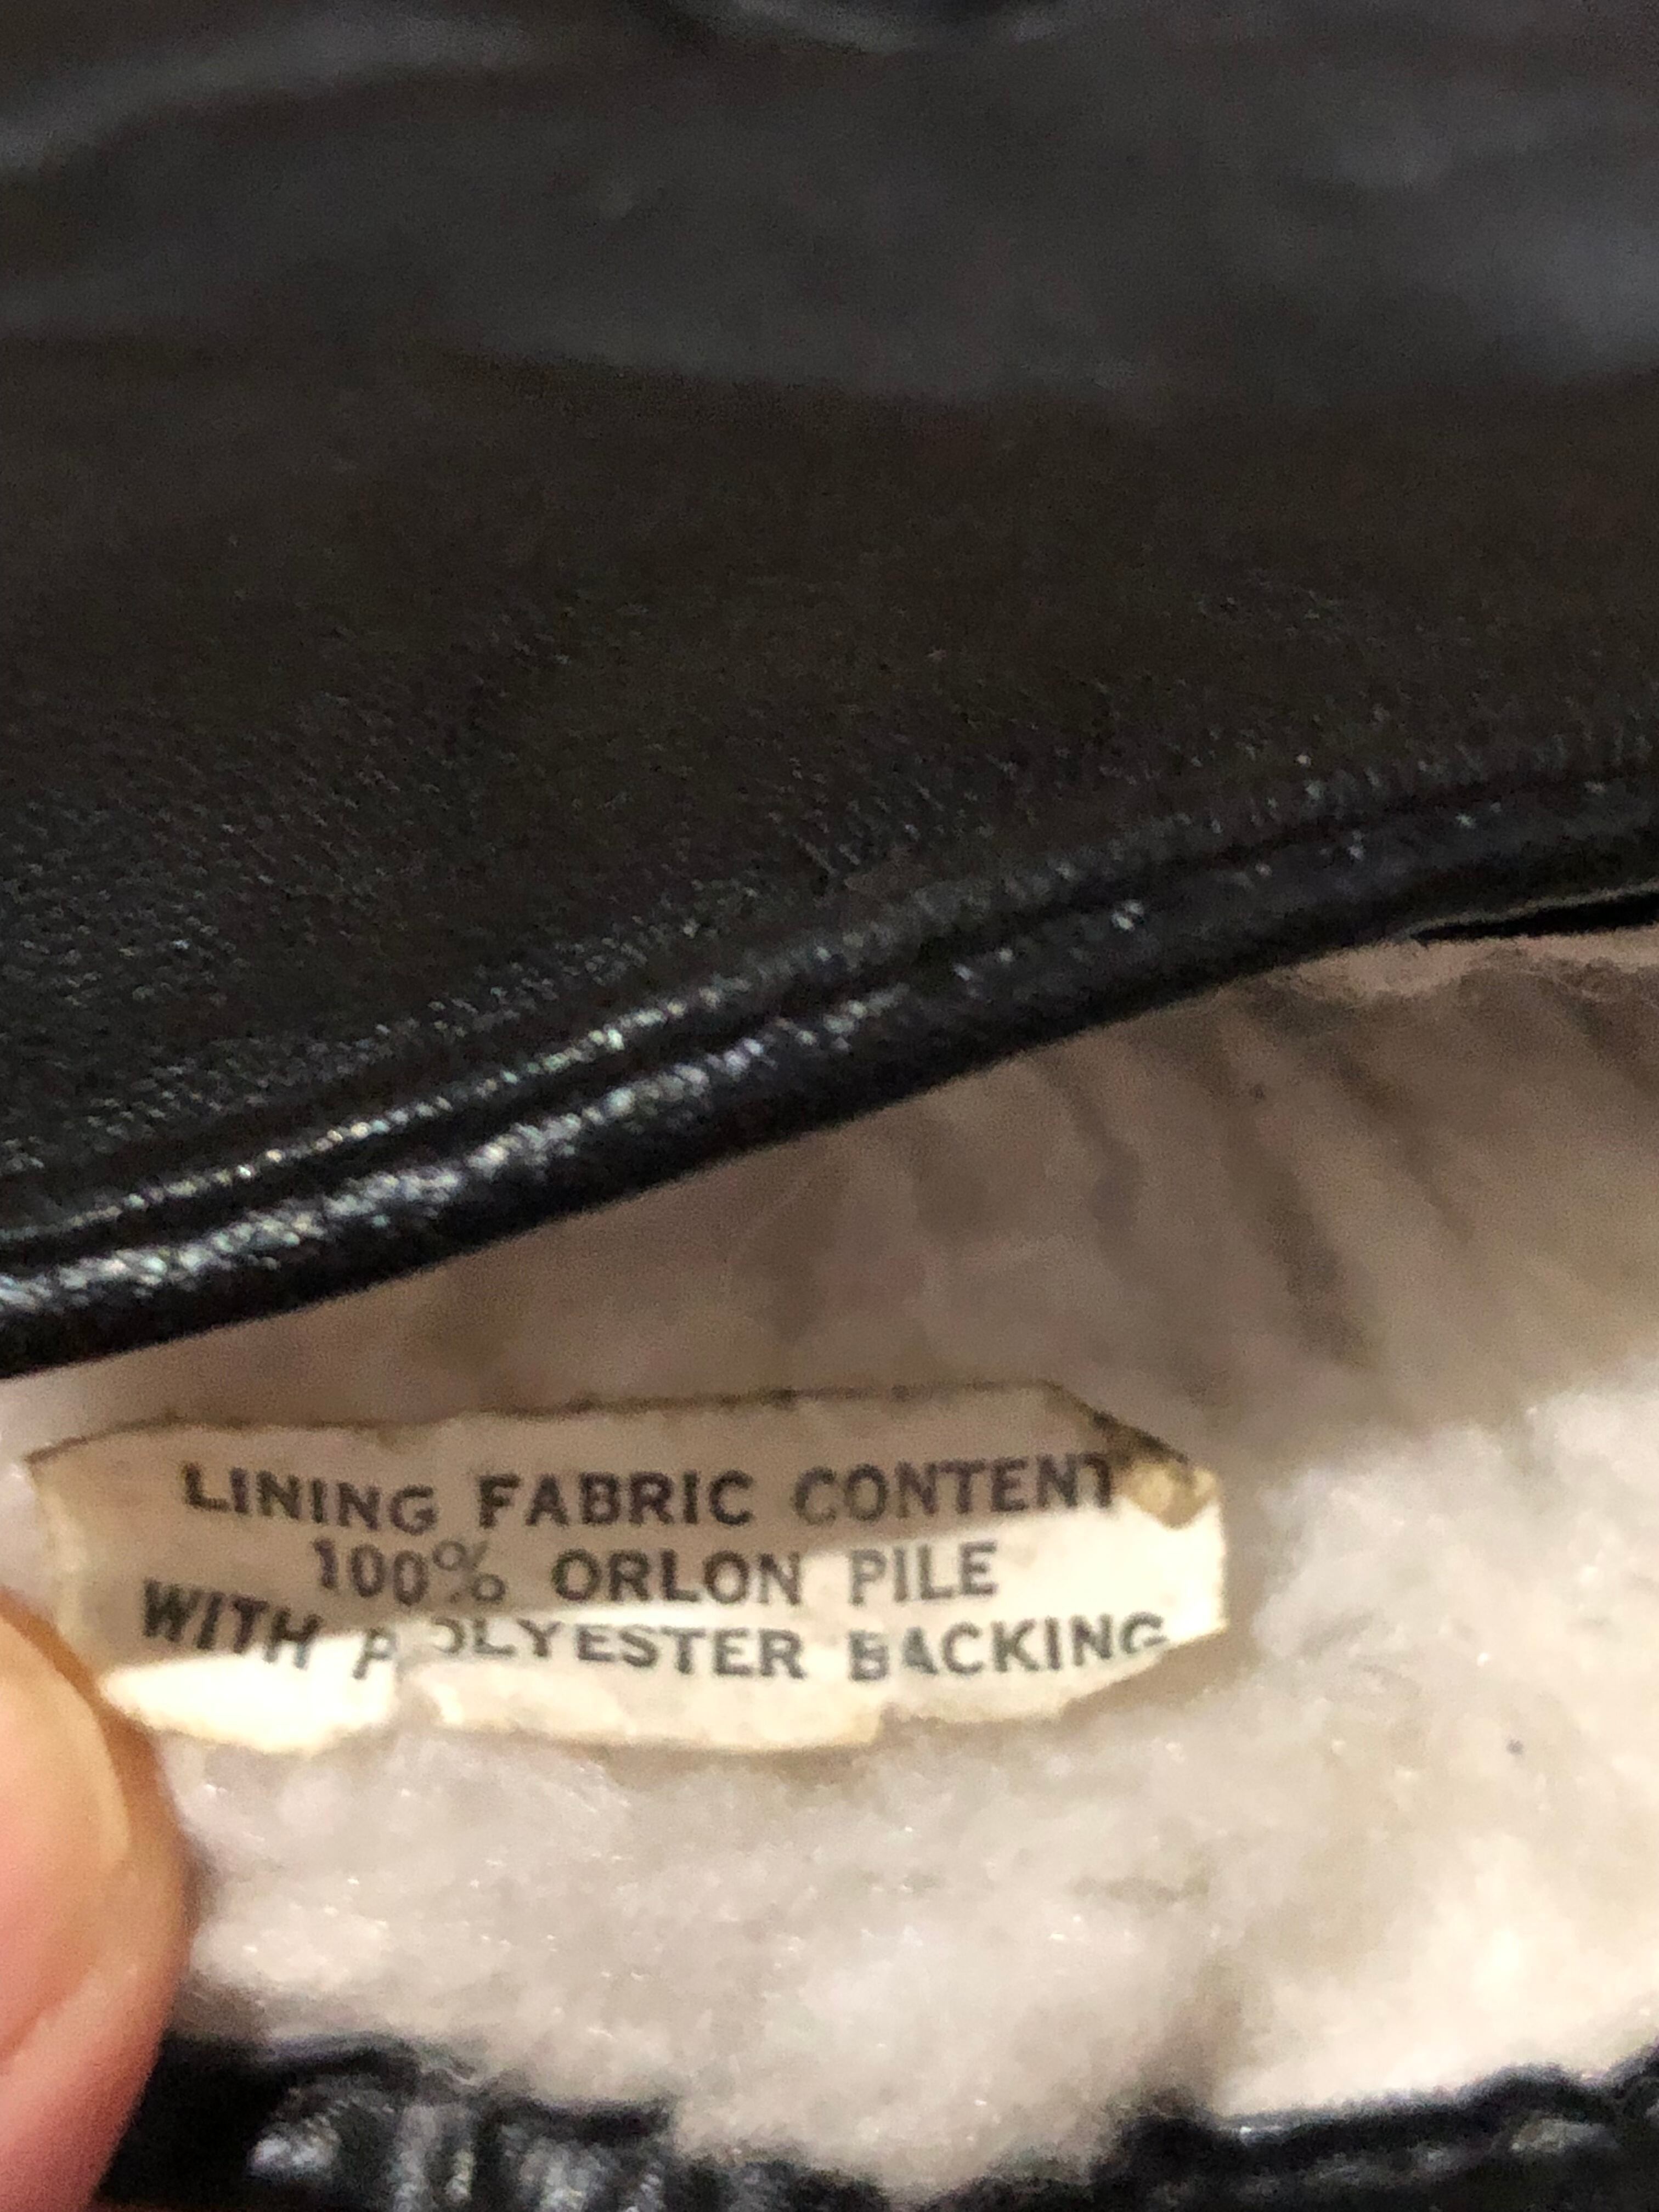 LINING FABRIC CONTENT
100% ORLON PILE
WITH POLYESTER BACKING